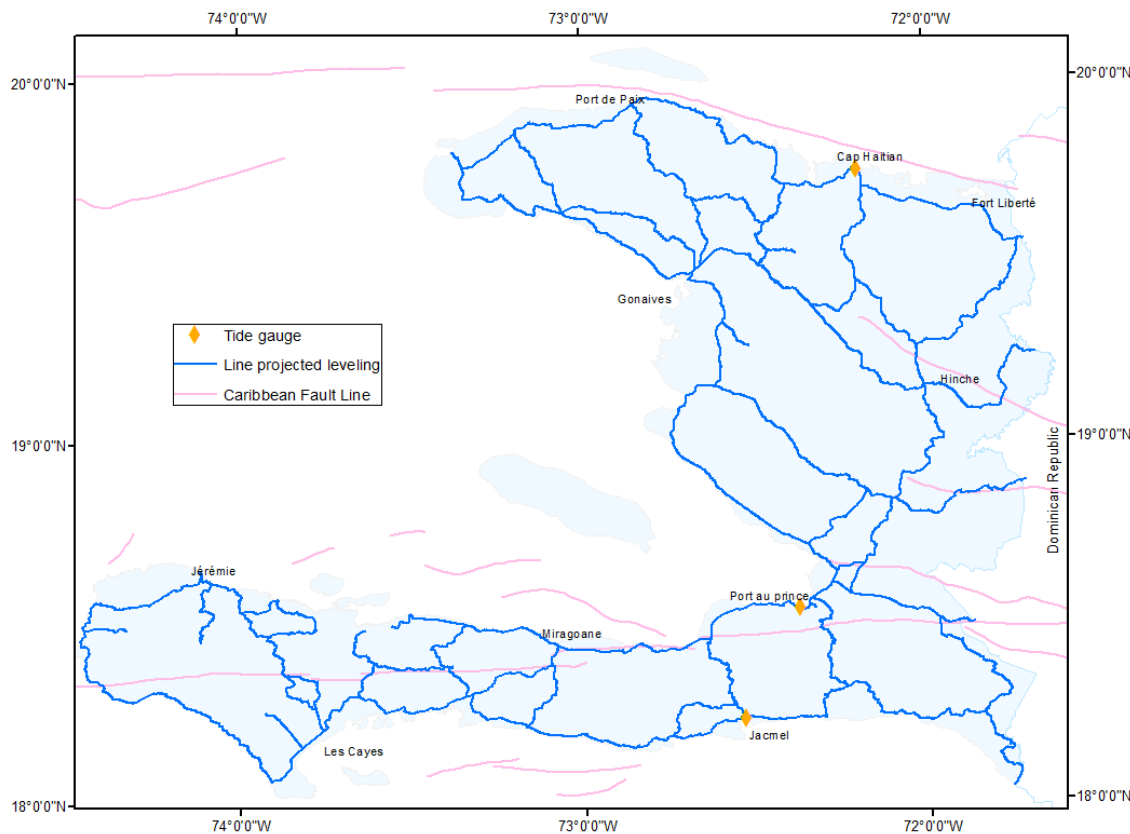 74°0'0"W
73°0'0"W
72°0'0"W
20°0'0"N
20°0'0"N
Port de Paix
Cap Haitian
Fort Liberté
Gonaives
Tide gauge
Line projected leveling
Caribbean Fault Line
Hinche
19°0'0"N
19°0'0"N
Dominican Republic
Jérémie
Port au prince
Miragoane
Les Cayes
Jacmel
18°0'0"N
18°0'0"N
74°0'0"W
73°0'0"W
72°0'0"W